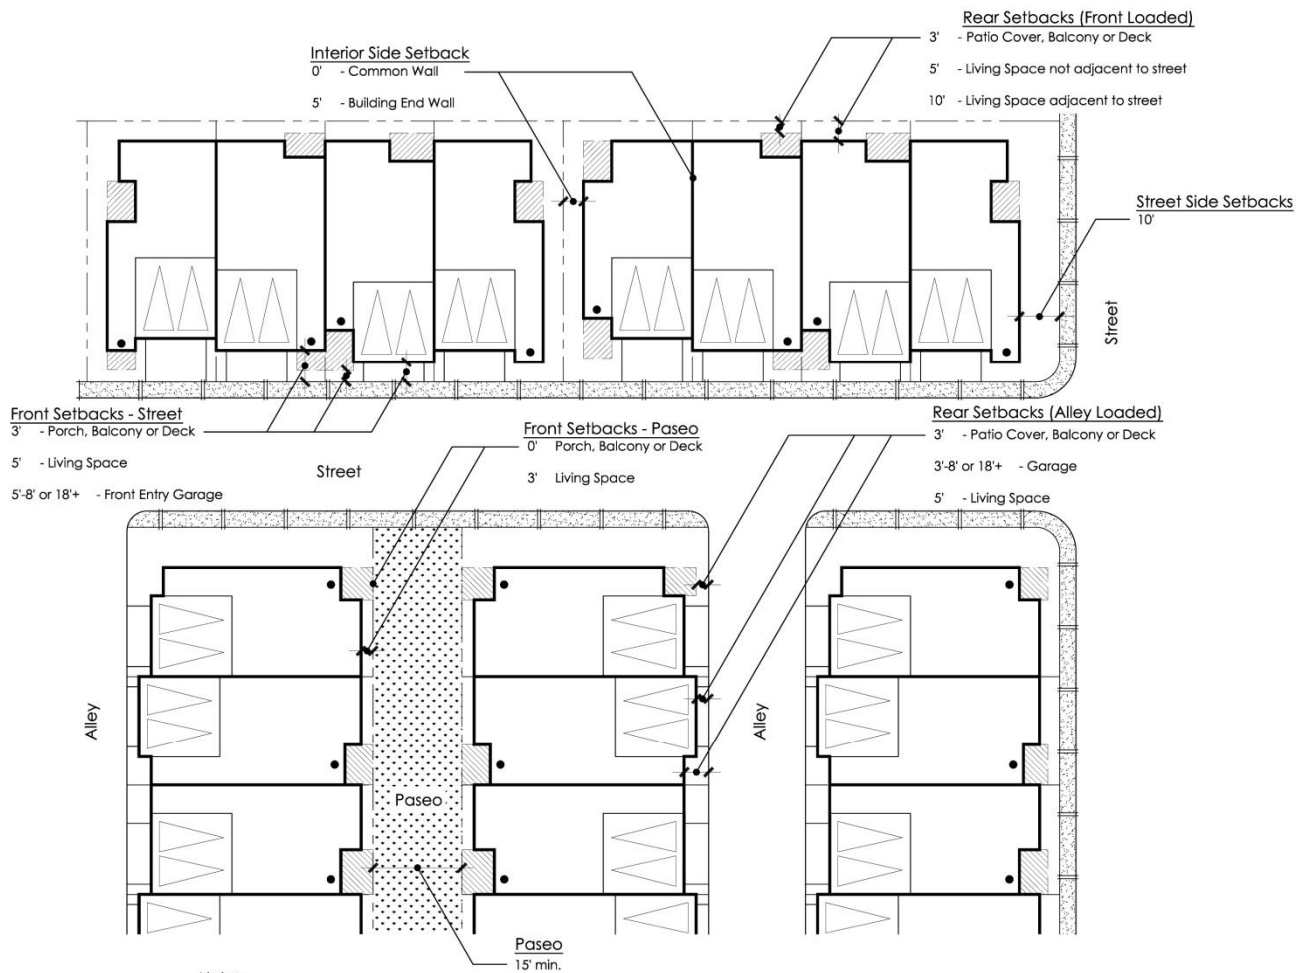 Rear Setbacks (Front Loaded)
3' - Patio Cover, Balcony or Deck
5' - Living Space not adjacent to street
10' - Living Space adjacent to street
Interior Side Setback
0' - Common Wall
5' - Building End Wall
Street Side Setbacks
10'
Street
Front Setbacks - Street
3' - Porch, Balcony or Deck
5' - Living Space
5'-8' or 18'+ - Front Entry Garage
Street
Front Setbacks - Paseo
0' Porch, Balcony or Deck
3' Living Space
Rear Setbacks (Alley Loaded)
3' - Patio Cover, Balcony or Deck
3'-8' or 18'+ - Garage
5' - Living Space
Alley
Alley
Paseo
Paseo
15' min.